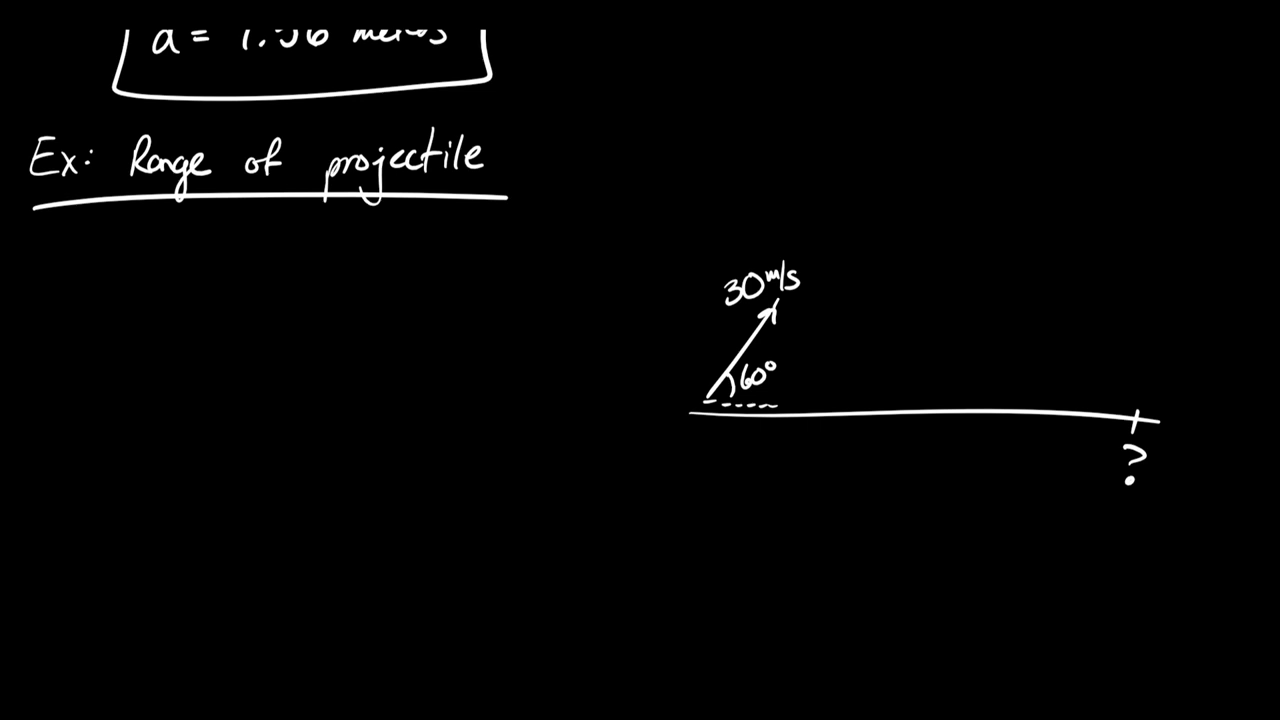 a =
Ex: Range of projectile
30 m/s
60°
?